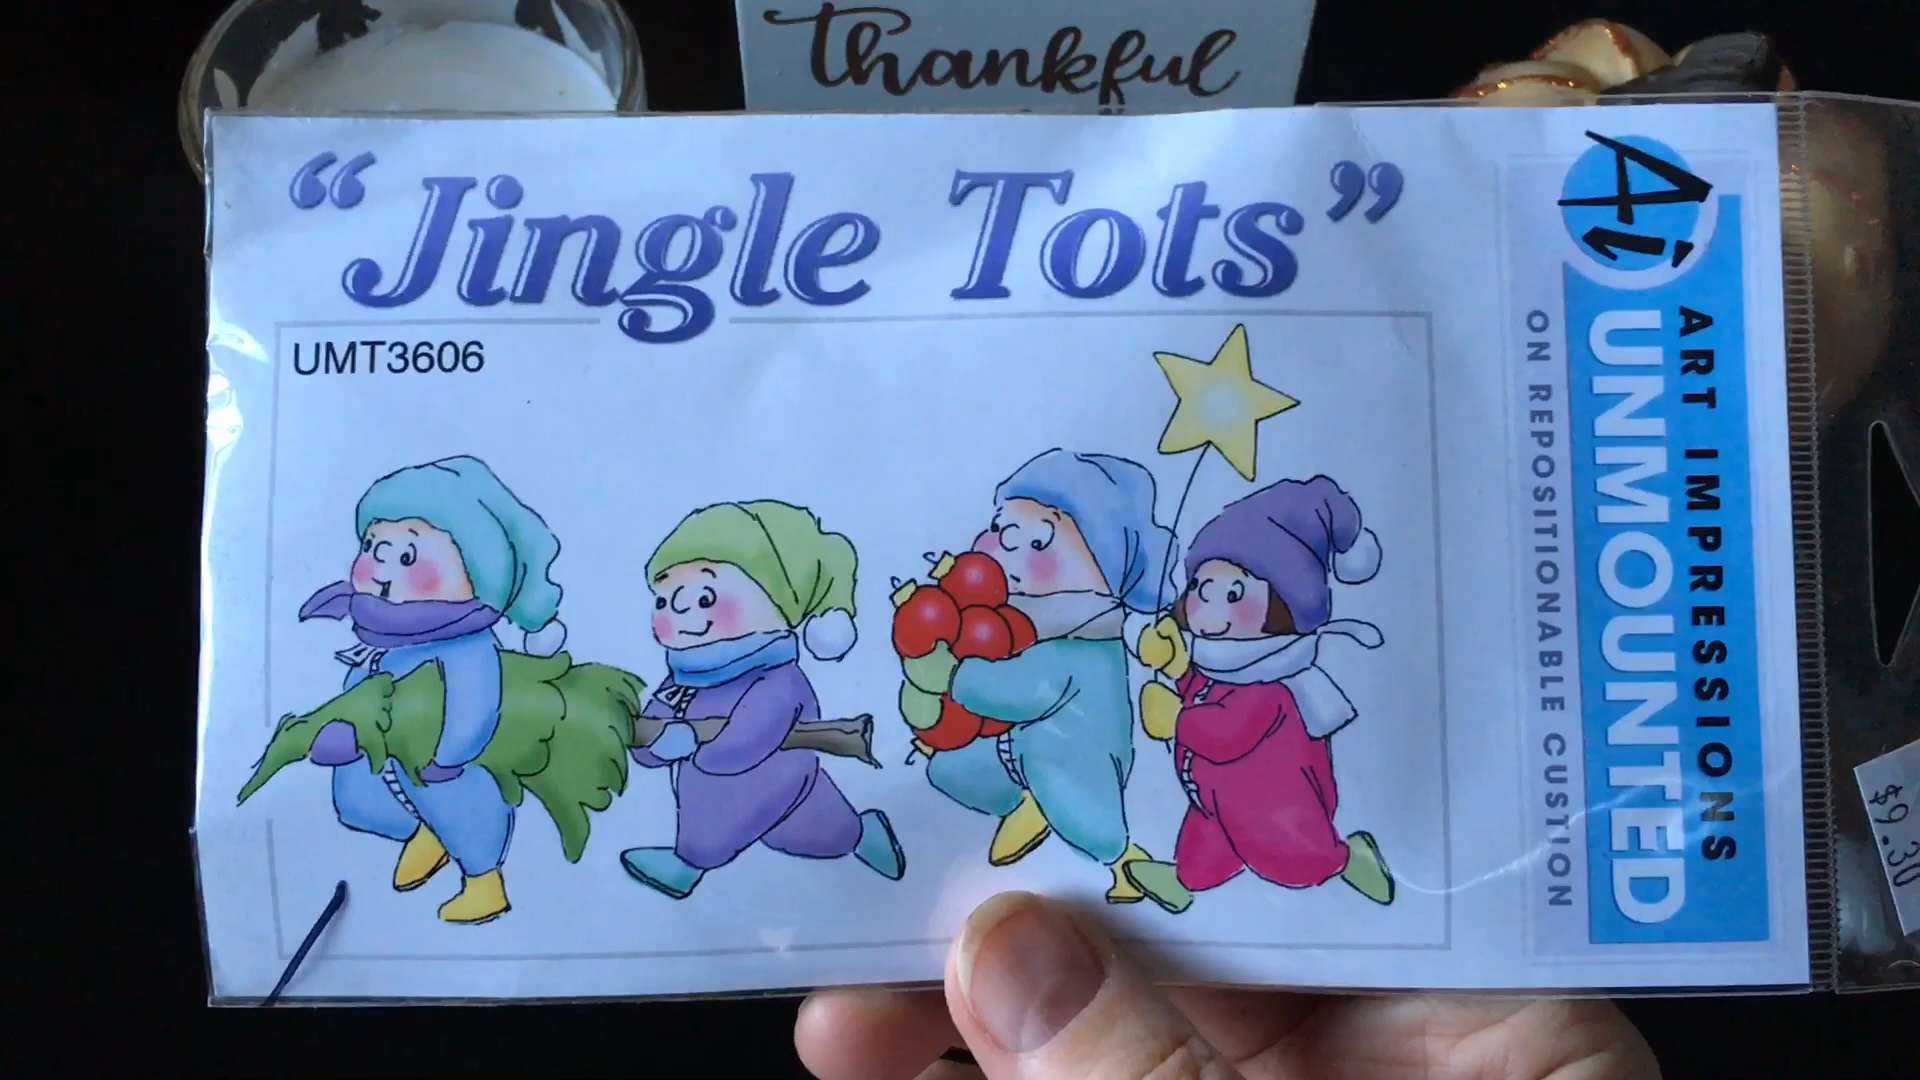 thankful
"Jingle Tots"
UMT3606
Ai
ART IMPRESSIONS
UNMOUNTED
ON REPOSITIONABLE CUSTION
$9.30